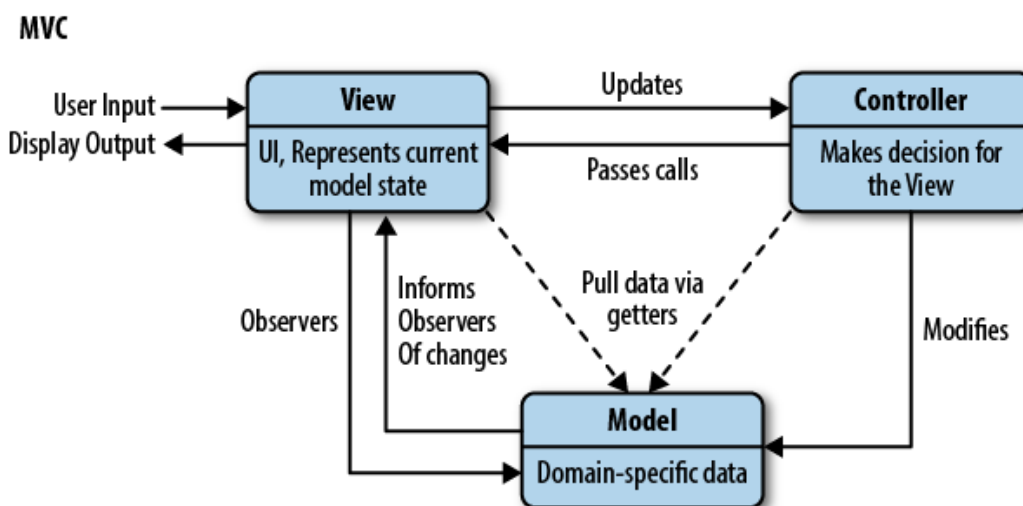 MVC
User Input
Display Output
View
UI, Represents current
model state
Updates
Passes calls
Controller
Makes decision for
the View
Observers
Informs
Observers
Of changes
Pull data via
getters
Modifies
Model
Domain-specific data